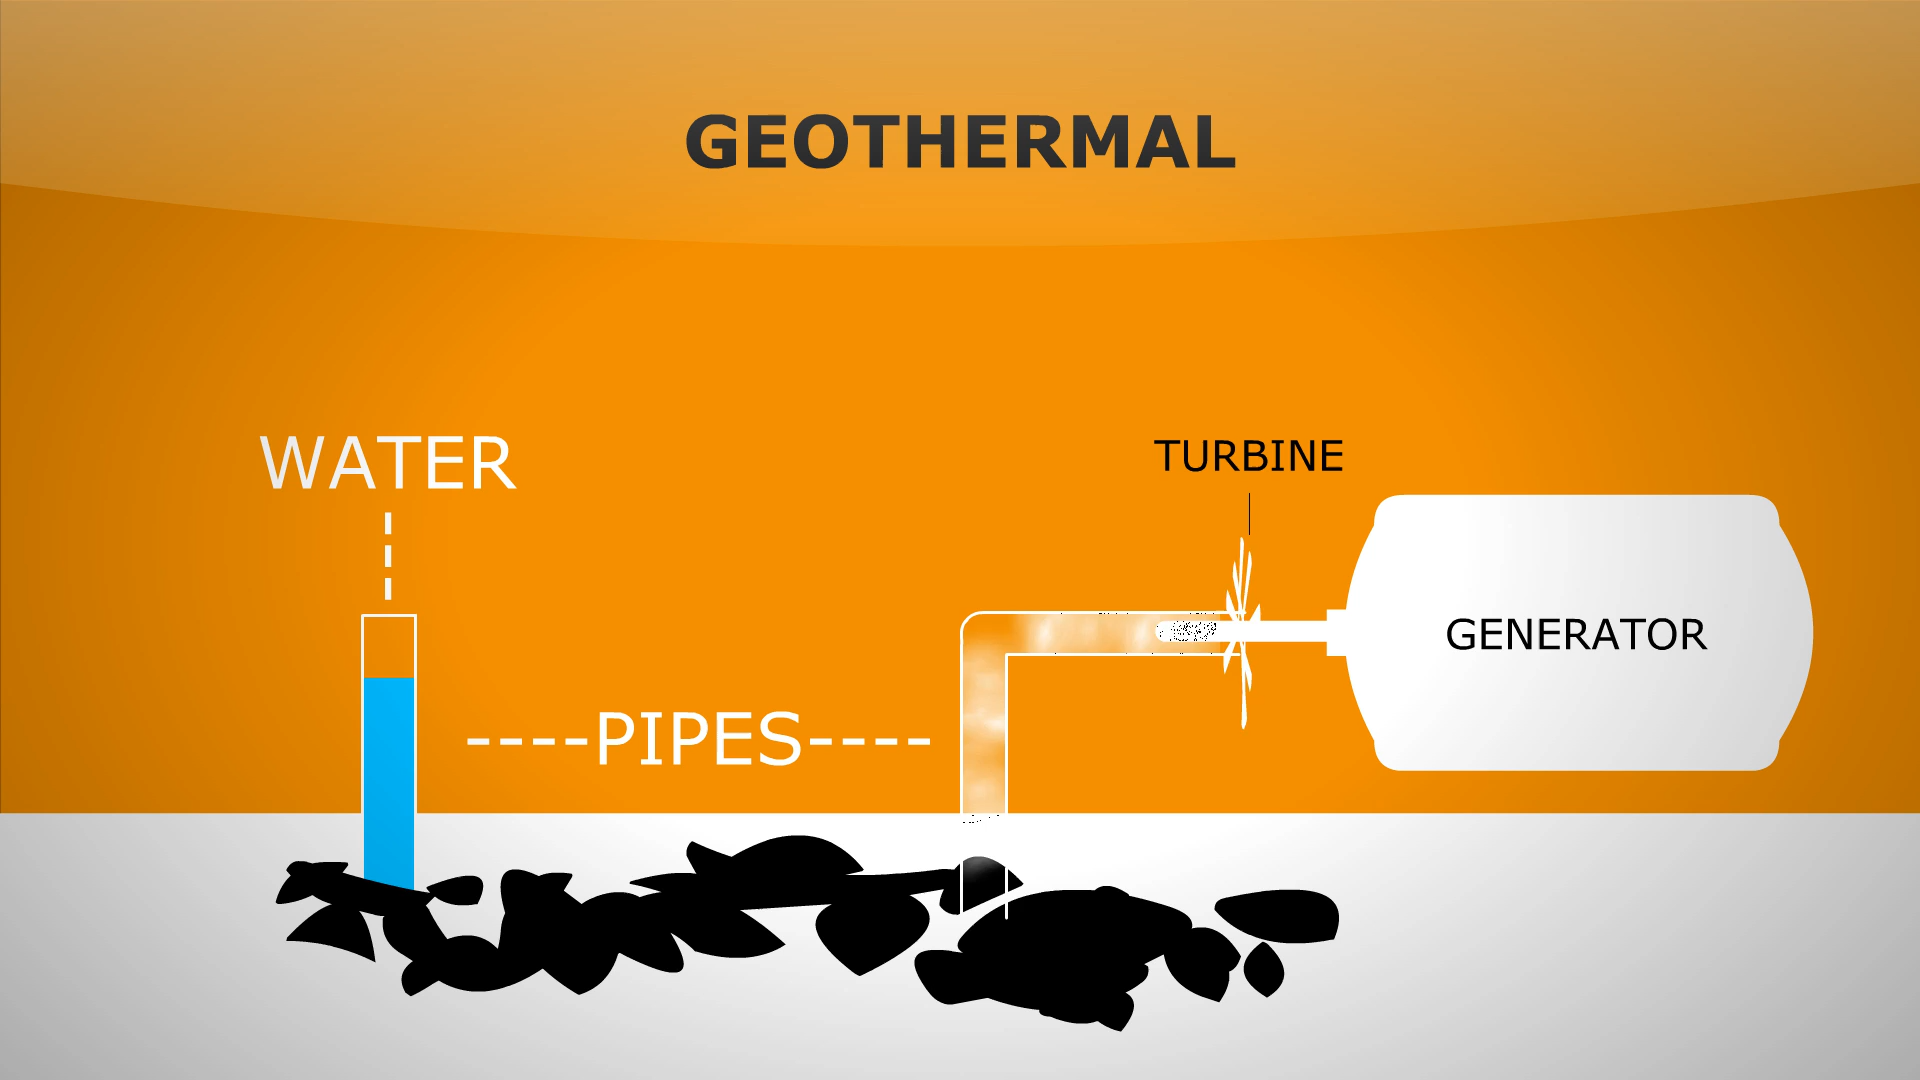 GEOTHERMAL
WATER
TURBINE
GENERATOR
----PIPES----